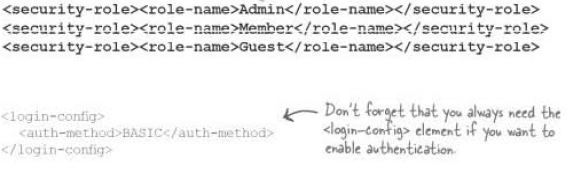 <security-role><role-name>Admin</role-name></security-role>
<security-role><role-name>Member</role-name></security-role>
<security-role><role-name>Guest</role-name></security-role>
<login-config>
<auth-method>BASIC</auth-method>
</login-config>
Don't forget that you always need the
<login-config> element if you want to
enable authentication.